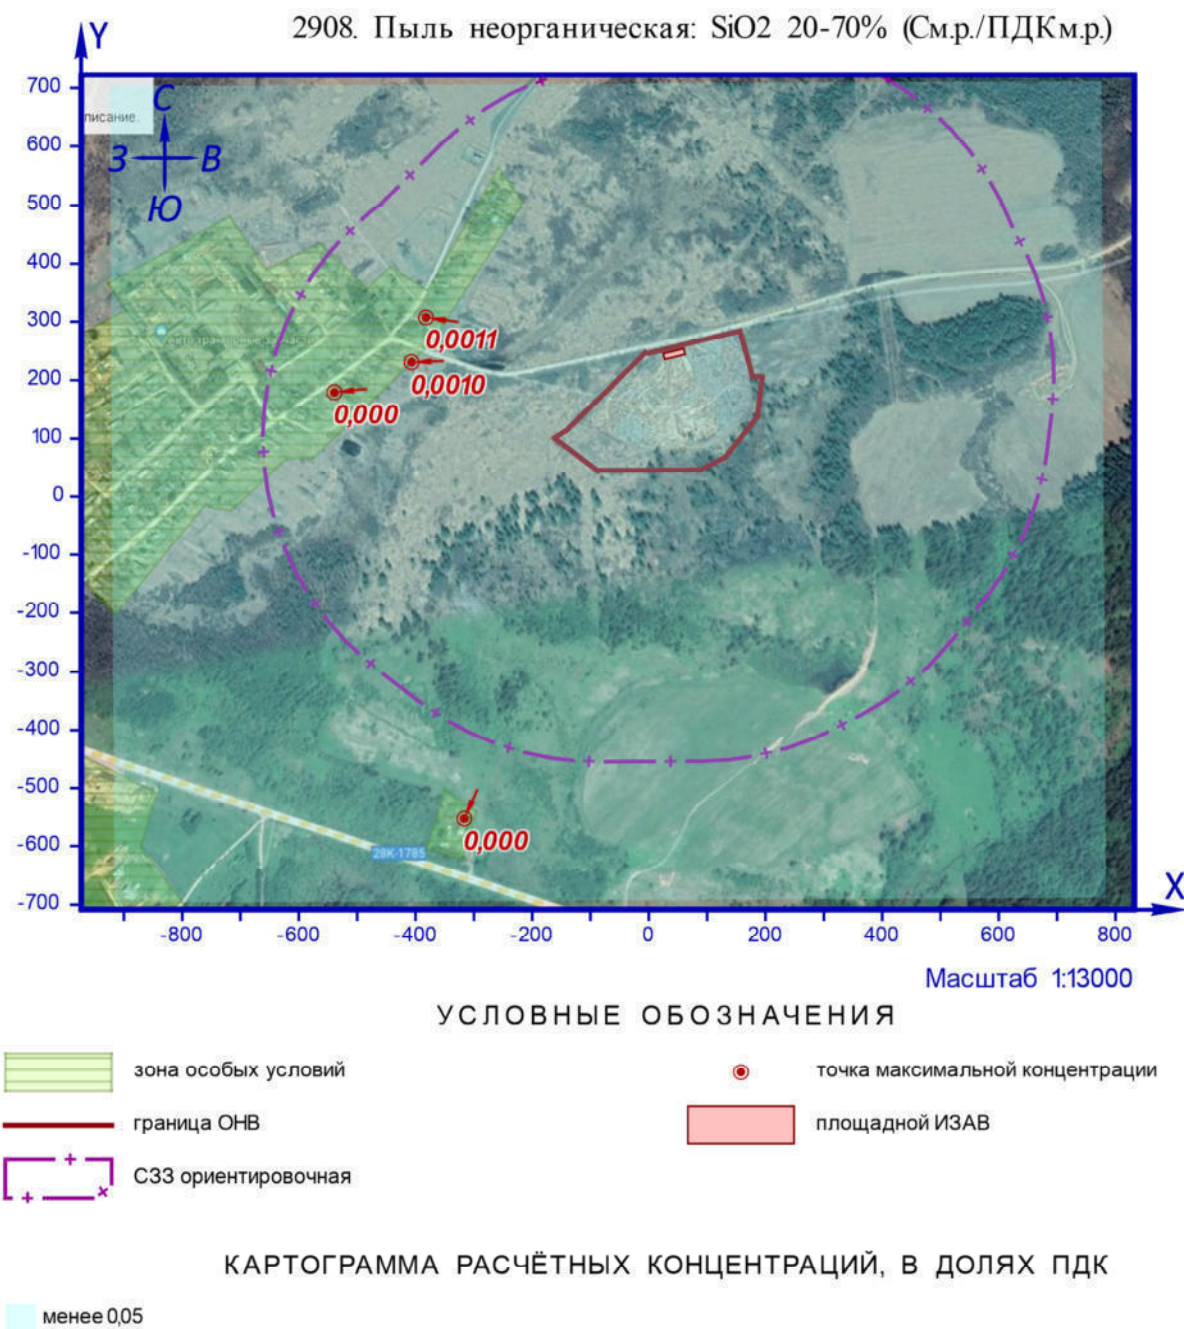 2908. Пыль неорганическая: SiO2 20-70% (См.р./ПДКм.р.)
Y
700
600
500
400
300
200
100
0
-100
-200
-300
-400
-500
-600
-700
писание.
С
З В
Ю
0,0011
0,0010
0,000
0,000
28К-1785
X
-800 -600 -400 -200 0 200 400 600 800
Масштаб 1:13000
УСЛОВНЫЕ ОБОЗНАЧЕНИЯ
зона особых условий
точка максимальной концентрации
граница ОНВ
площадной ИЗАВ
СЗЗ ориентировочная
КАРТОГРАММА РАСЧЁТНЫХ КОНЦЕНТРАЦИЙ, В ДОЛЯХ ПДК
менее 0,05